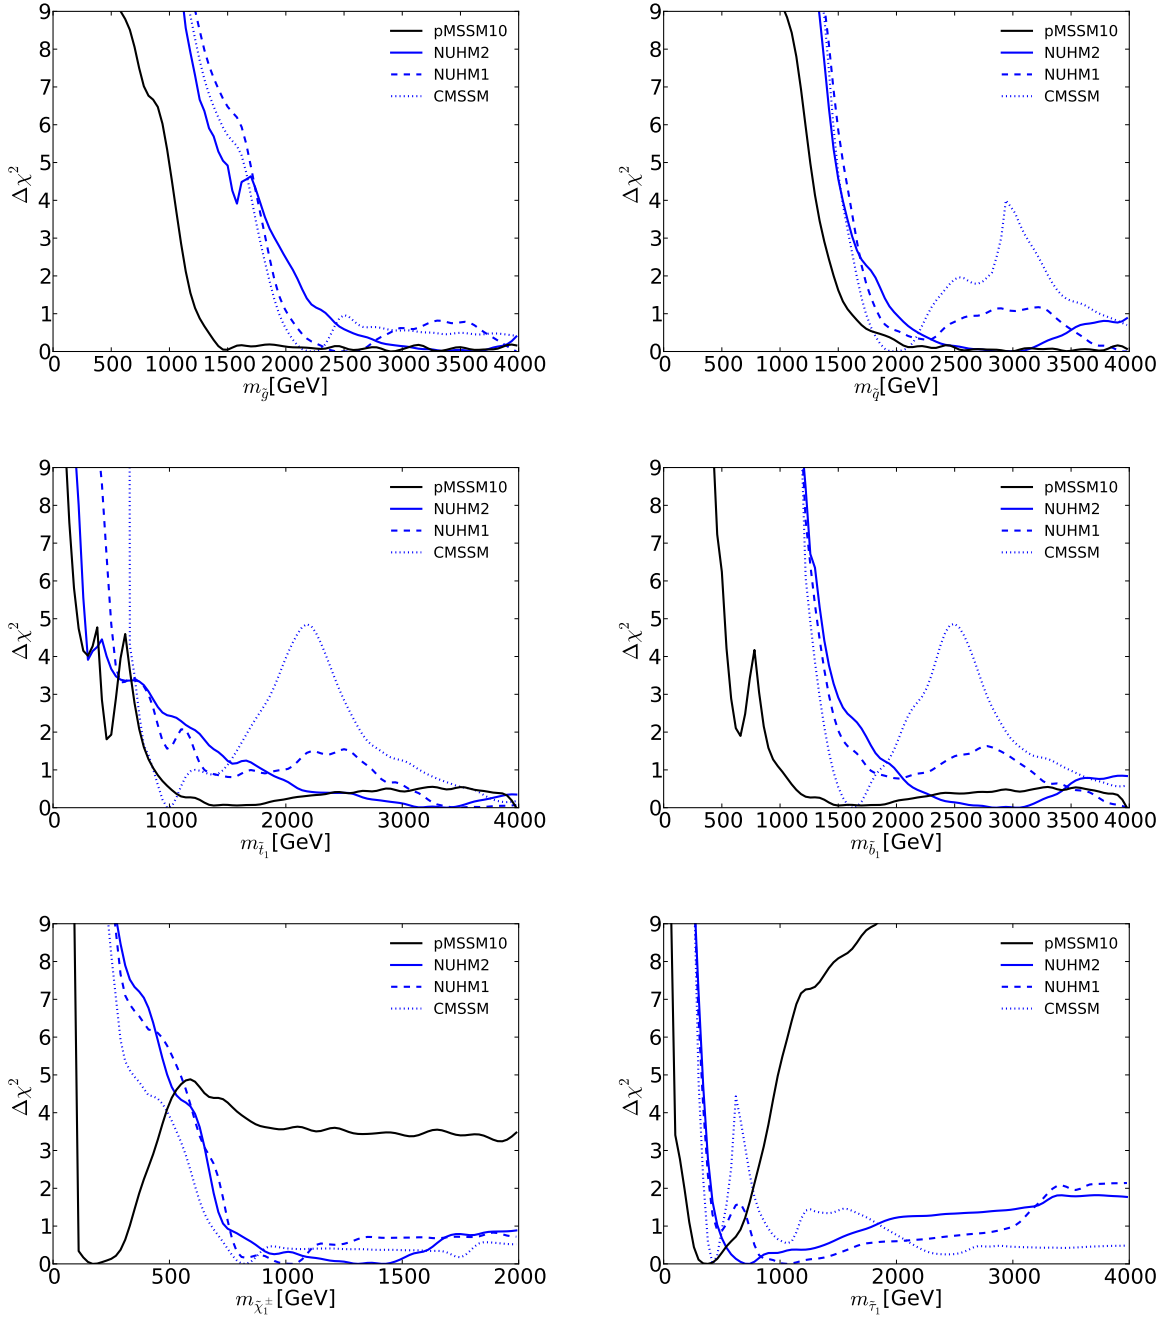 9
8
7
6
5
4
3
2
1
0
Δχ²
0 500 1000 1500 2000 2500 3000 3500 4000
m_g̃[GeV]
pMSSM10
NUHM2
NUHM1
CMSSM
9
8
7
6
5
4
3
2
1
0
Δχ²
0 500 1000 1500 2000 2500 3000 3500 4000
m_q̃[GeV]
pMSSM10
NUHM2
NUHM1
CMSSM
9
8
7
6
5
4
3
2
1
0
Δχ²
0 1000 2000 3000 4000
m_t̃₁[GeV]
pMSSM10
NUHM2
NUHM1
CMSSM
9
8
7
6
5
4
3
2
1
0
Δχ²
0 500 1000 1500 2000 2500 3000 3500 4000
m_b̃₁[GeV]
pMSSM10
NUHM2
NUHM1
CMSSM
9
8
7
6
5
4
3
2
1
0
Δχ²
0 500 1000 1500 2000
m_χ̃₁±[GeV]
pMSSM10
NUHM2
NUHM1
CMSSM
9
8
7
6
5
4
3
2
1
0
Δχ²
0 1000 2000 3000 4000
m_τ̃₁[GeV]
pMSSM10
NUHM2
NUHM1
CMSSM